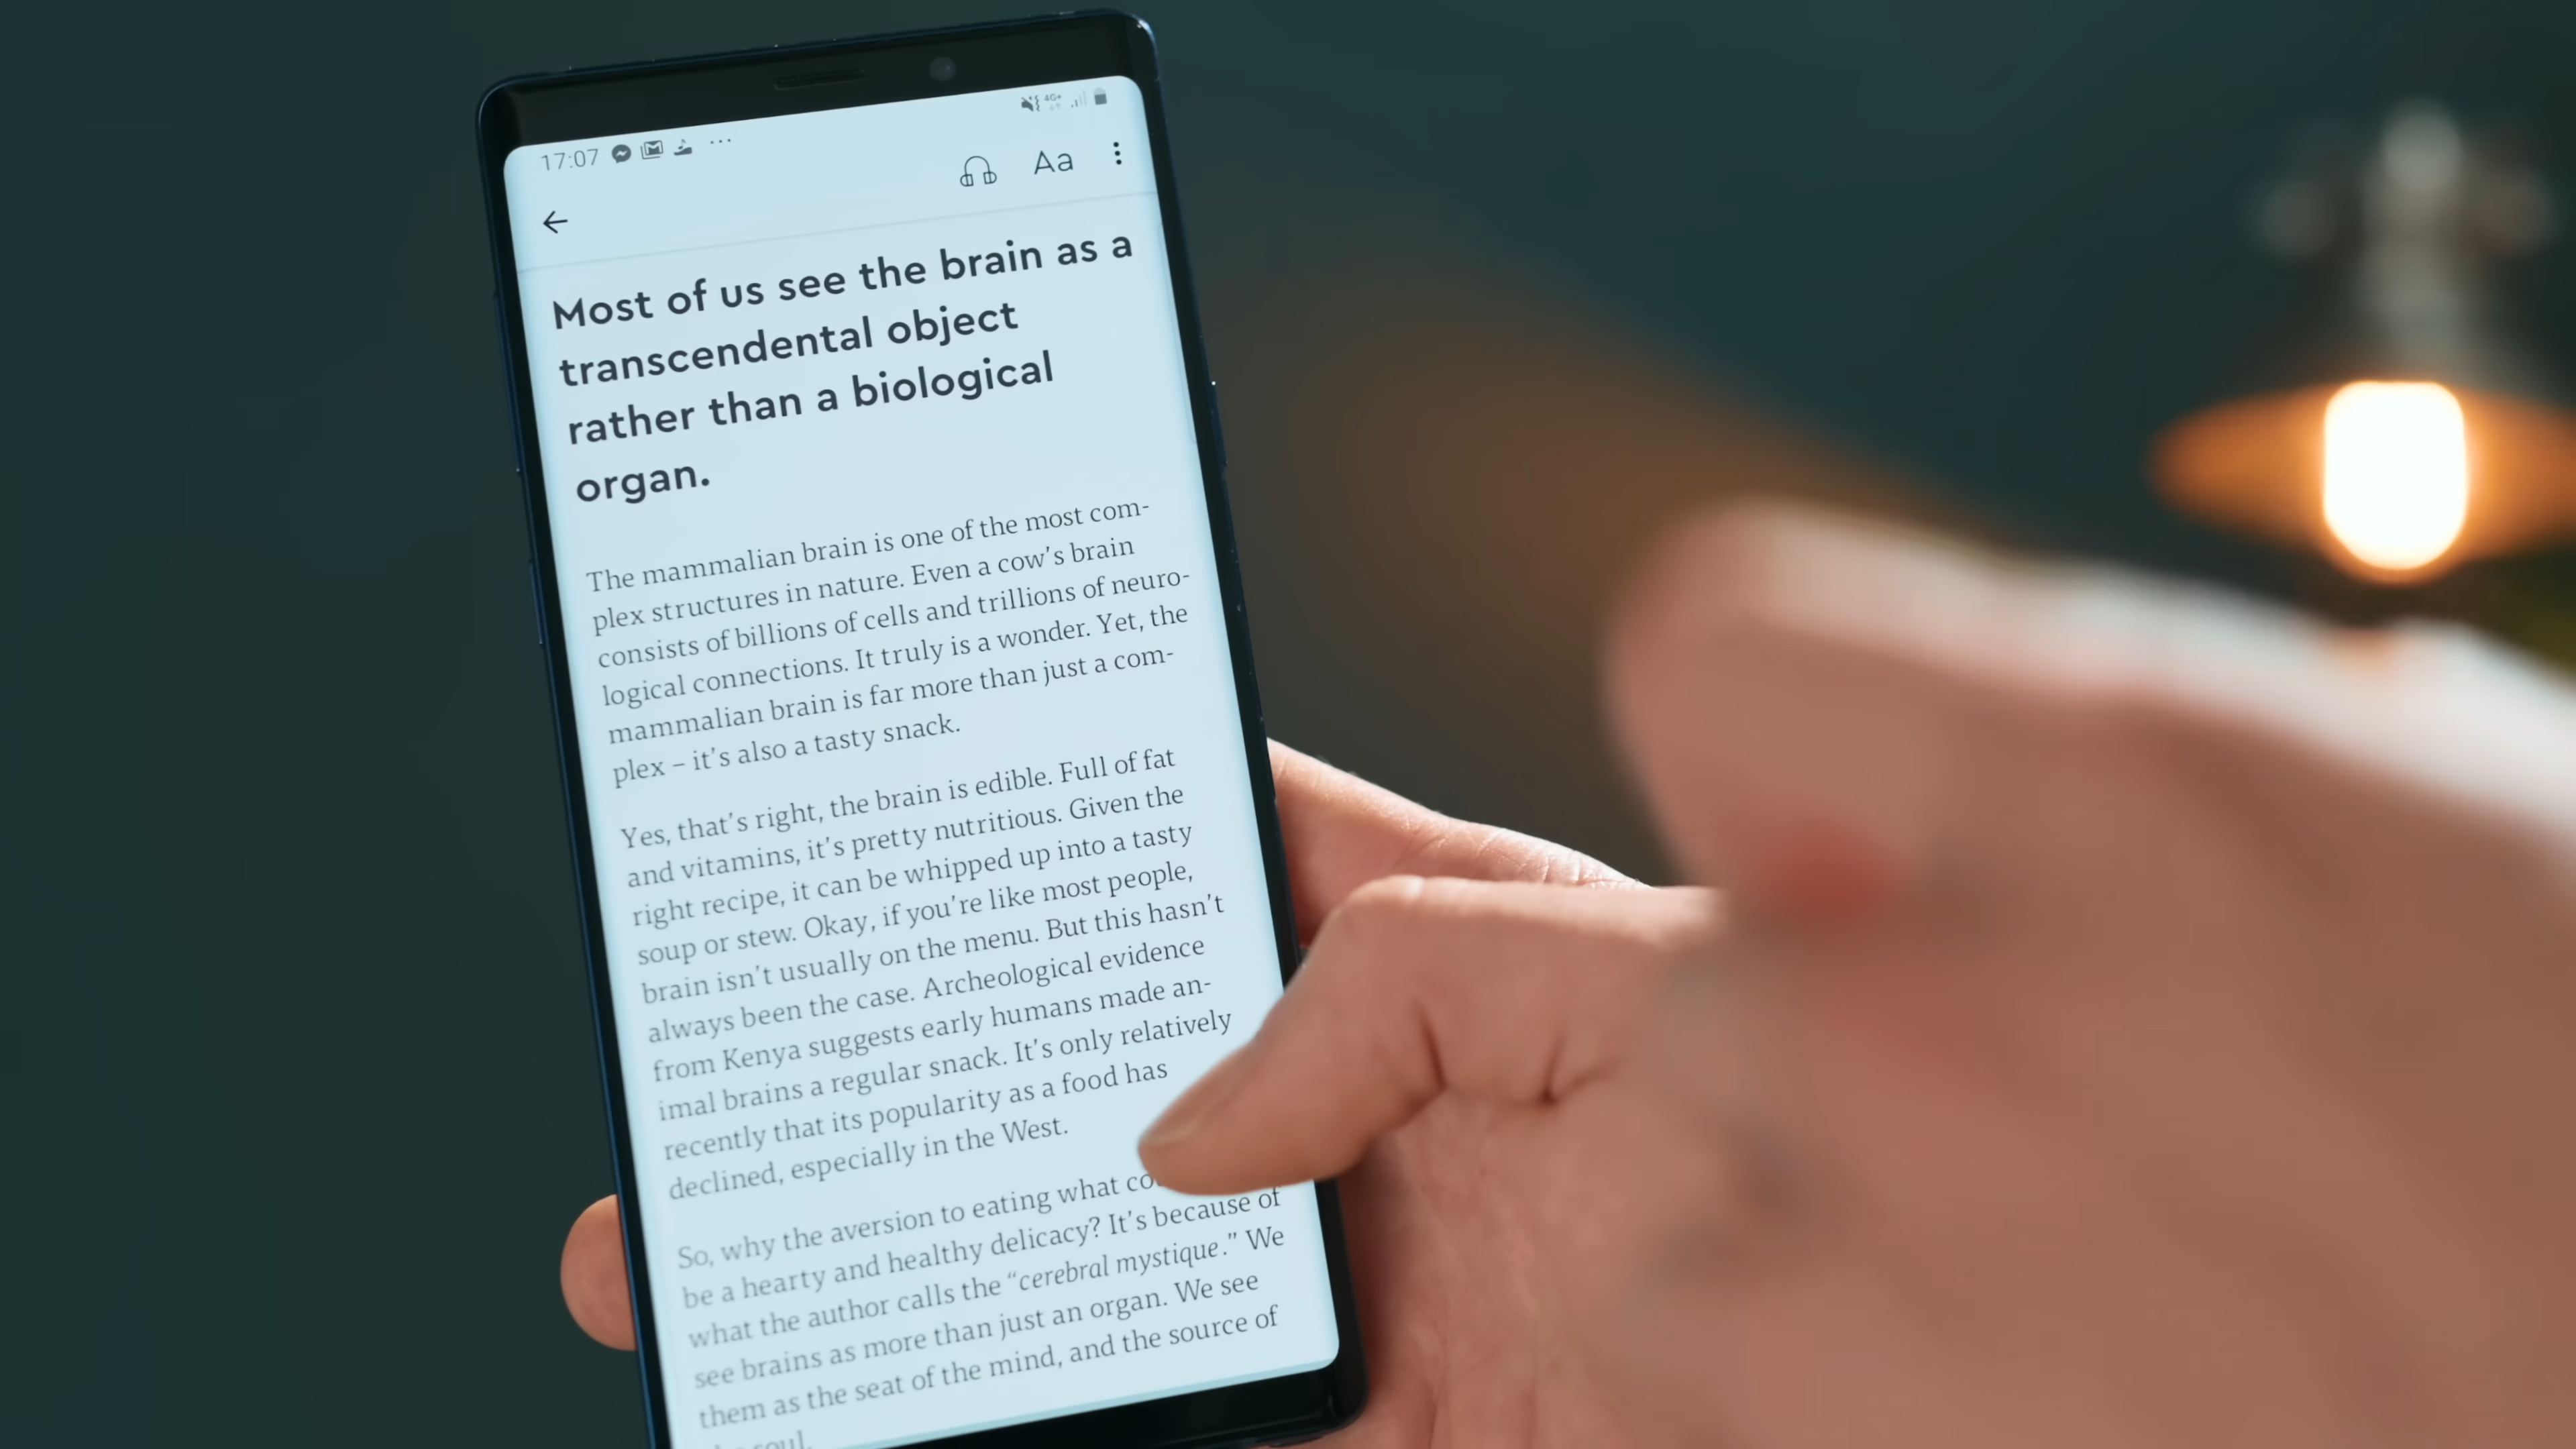 17:07
4G+
Aa
Most of us see the brain as a
transcendental object
rather than a biological
organ.
The mammalian brain is one of the most com-
plex structures in nature. Even a cow's brain
consists of billions of cells and trillions of neuro-
logical connections. It truly is a wonder. Yet, the
mammalian brain is far more than just a com-
plex – it's also a tasty snack.
Yes, that's right, the brain is edible. Full of fat
and vitamins, it's pretty nutritious. Given the
right recipe, it can be whipped up into a tasty
soup or stew. Okay, if you're like most people,
brain isn't usually on the menu. But this hasn't
always been the case. Archeological evidence
from Kenya suggests early humans made an-
imal brains a regular snack. It's only relatively
recently that its popularity as a food has
declined, especially in the West.
So, why the aversion to eating what
be a hearty and healthy delicacy? It's because of
what the author calls the “cerebral mystique.” We
see brains as more than just an organ. We see
them as the seat of the mind, and the source of
soul.